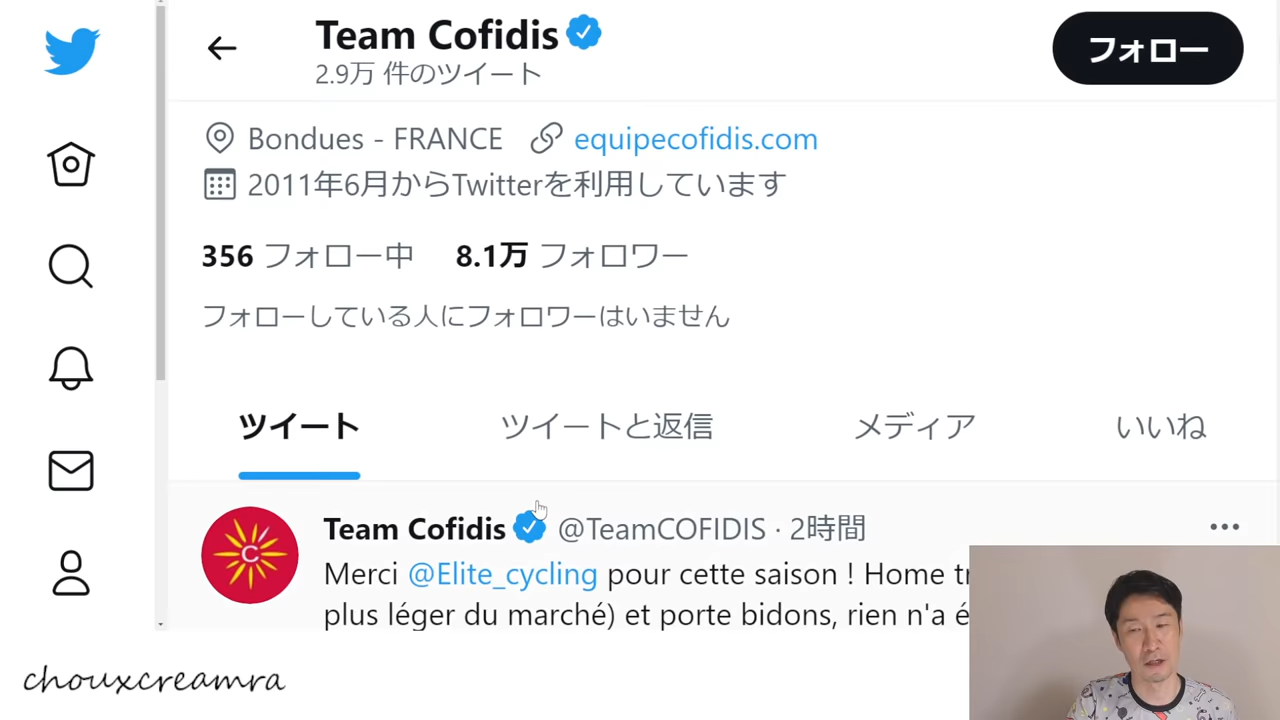 Team Cofidis
2.9万 件のツイート
フォロー
Bondues - FRANCE equipecofidis.com
2011年6月からTwitterを利用しています
356 フォロー中 8.1万 フォロワー
フォローしている人にフォロワーはいません
ツイート ツイートと返信 メディア いいね
C
Team Cofidis @TeamCOFIDIS · 2時間
Merci @Elite_cycling pour cette saison ! Home
plus léger du marché) et porte bidons, rien n'a
chouxcreamra